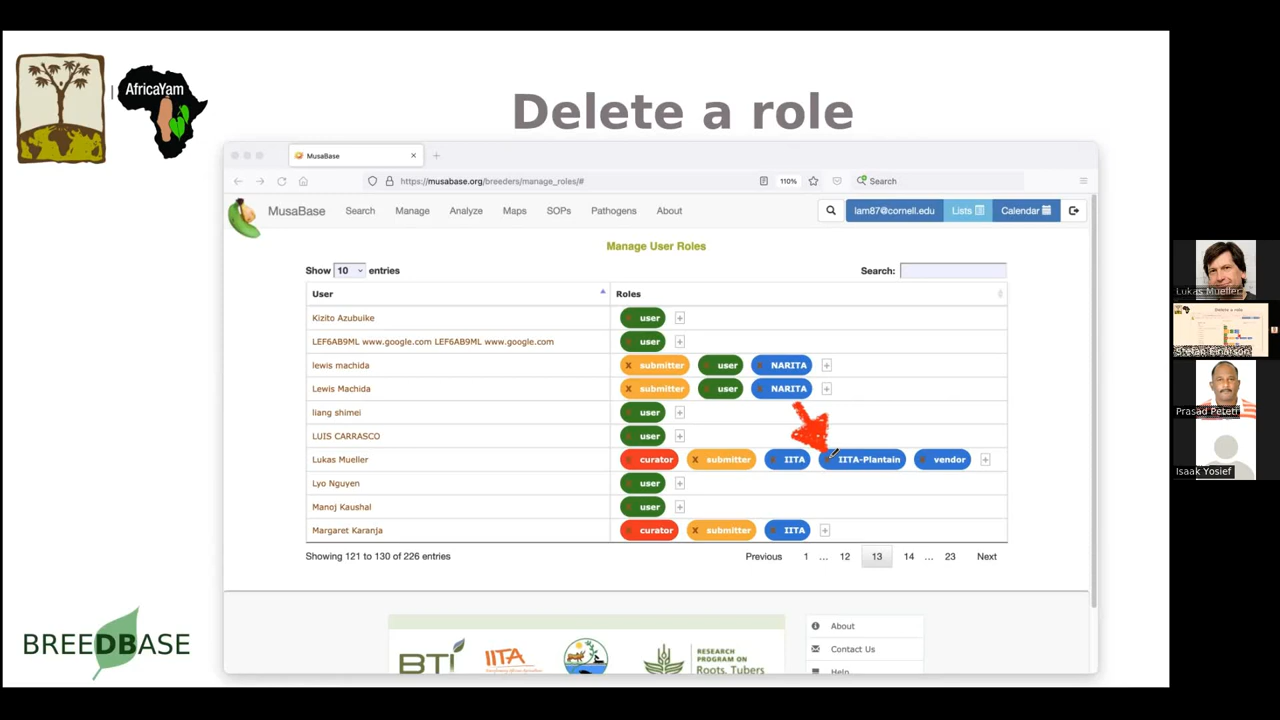 AfricaYam
Delete a role
MusaBase
https://musabase.org/breeders/manage_roles/#
110%
Search
MusaBase Search Manage Analyze Maps SOPs Pathogens About
lam87@cornell.edu Lists Calendar
Manage User Roles
Show 10 entries
Search:
User Roles
Kizito Azubuike X user +
LEF6AB9ML www.google.com LEF6AB9ML www.google.com X user +
lewis machida X submitter X user X NARITA +
Lewis Machida X submitter X user X NARITA +
liang shimei X user +
LUIS CARRASCO X user +
Lukas Mueller X curator X submitter X IITA IITA-Plantain X vendor +
Lyo Nguyen X user +
Manoj Kaushal X user +
Margaret Karanja X curator X submitter X IITA +
Showing 121 to 130 of 226 entries
Previous 1 ... 12 13 14 ... 23 Next
About
Contact Us
Help
BTI
IITA
RESEARCH
PROGRAM ON
Roots, Tubers
BREEDBASE
Lukas Mueller
Delete a role
Stefan Einarson
Prasad Peteti
Isaak Yosief